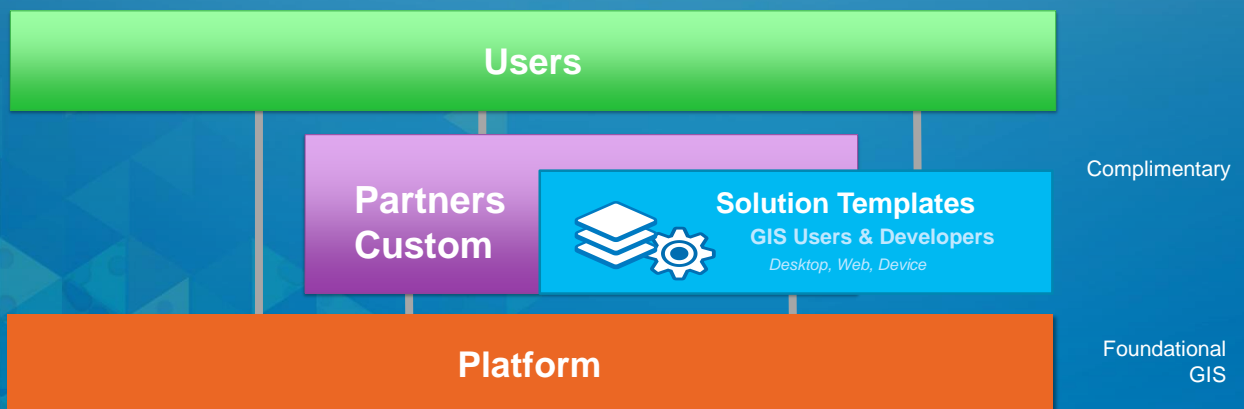 Users
Complimentary
Partners
Custom
Solution Templates
GIS Users & Developers
Desktop, Web, Device
Platform
Foundational
GIS